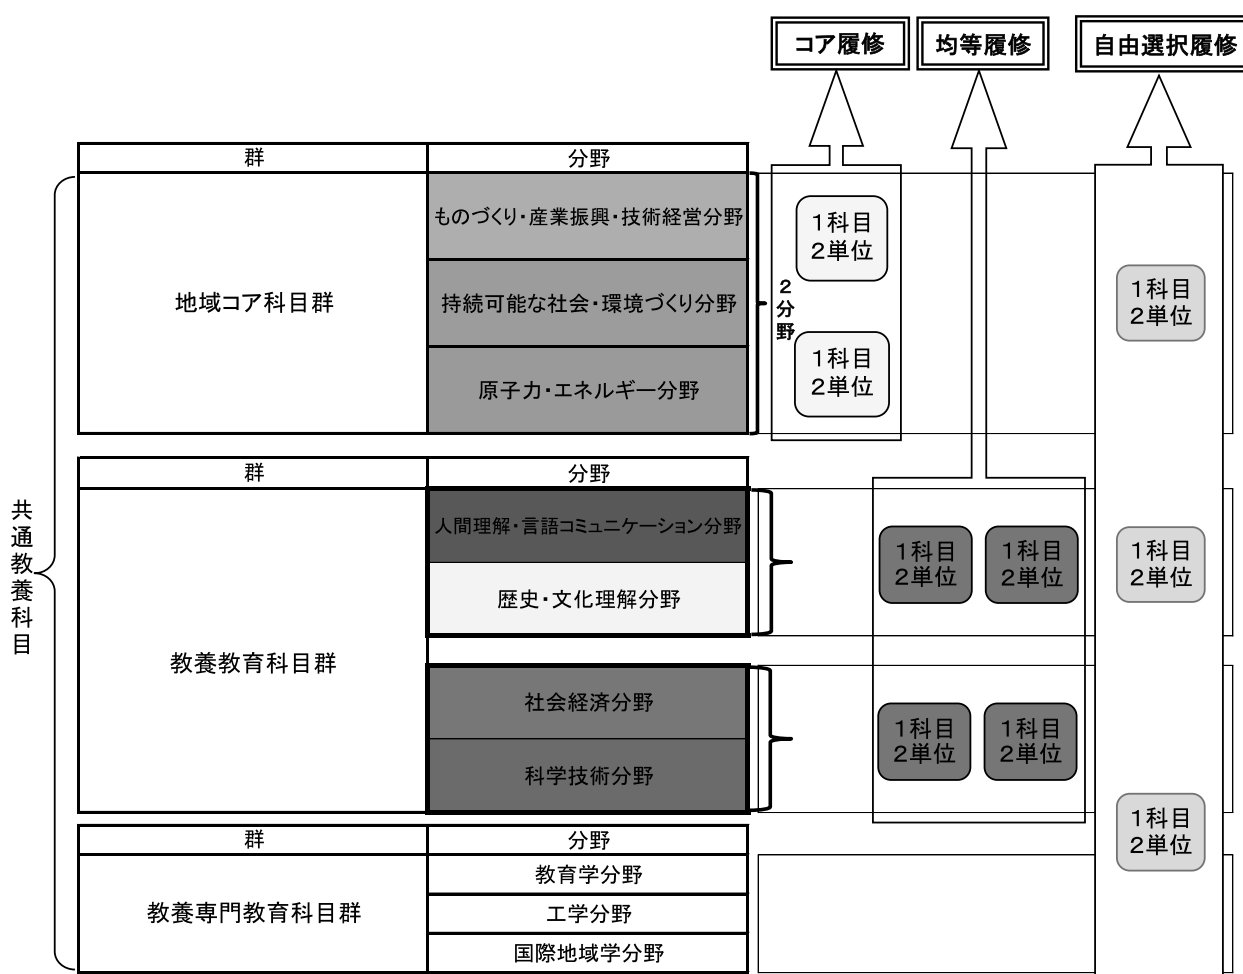 コア履修
均等履修
自由選択履修
群
分野
共通教養科目
地域コア科目群
ものづくり・産業振興・技術経営分野
持続可能な社会・環境づくり分野
原子力・エネルギー分野
2分野
1科目
2単位
1科目
2単位
1科目
2単位
群
分野
教養教育科目群
人間理解・言語コミュニケーション分野
歴史・文化理解分野
1科目
2単位
1科目
2単位
1科目
2単位
社会経済分野
科学技術分野
1科目
2単位
1科目
2単位
1科目
2単位
群
分野
教養専門教育科目群
教育学分野
工学分野
国際地域学分野